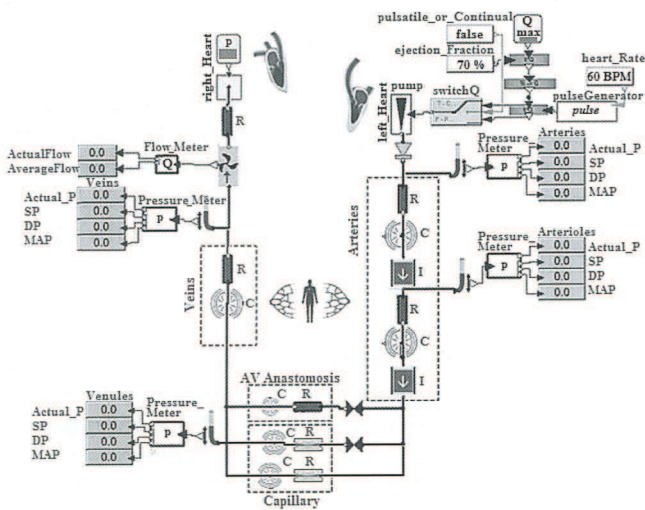 pulsatile_or_Continual
false
Q
max
ejection_Fraction
70 %
heart_Rate
60 BPM
pulseGenerator
pulse
right_Heart
P
pump
left_Heart
switchQ
R
Flow_Meter
Q
ActualFlow
0.0
AverageFlow
0.0
Veins
Pressure_Meter
P
Actual_P
0.0
SP
0.0
DP
0.0
MAP
0.0
Pressure_
Meter
P
Arteries
0.0
Actual_P
0.0
SP
0.0
DP
0.0
MAP
Arteries
R
C
I
R
C
I
Pressure_
Meter
P
Arterioles
0.0
Actual_P
0.0
SP
0.0
DP
0.0
MAP
Veins
R
C
AV Anastomosis
C
R
Venules
Pressure_
Meter
P
Actual_P
0.0
SP
0.0
DP
0.0
MAP
0.0
C
R
C
R
Capillary